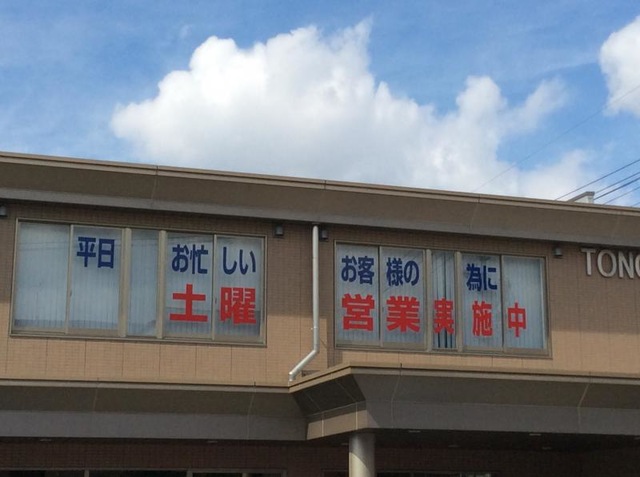 平日 お忙しい
土曜
お客様の 為に
営業実施中
TONO